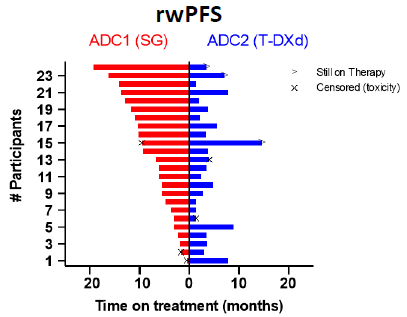 rwPFS
ADC1 (SG) ADC2 (T-DXd)
> Still on Therapy
× Censored (toxicity)
# Participants
23
21
19
17
15
13
11
9
7
5
3
1
20 10 0 10 20
Time on treatment (months)